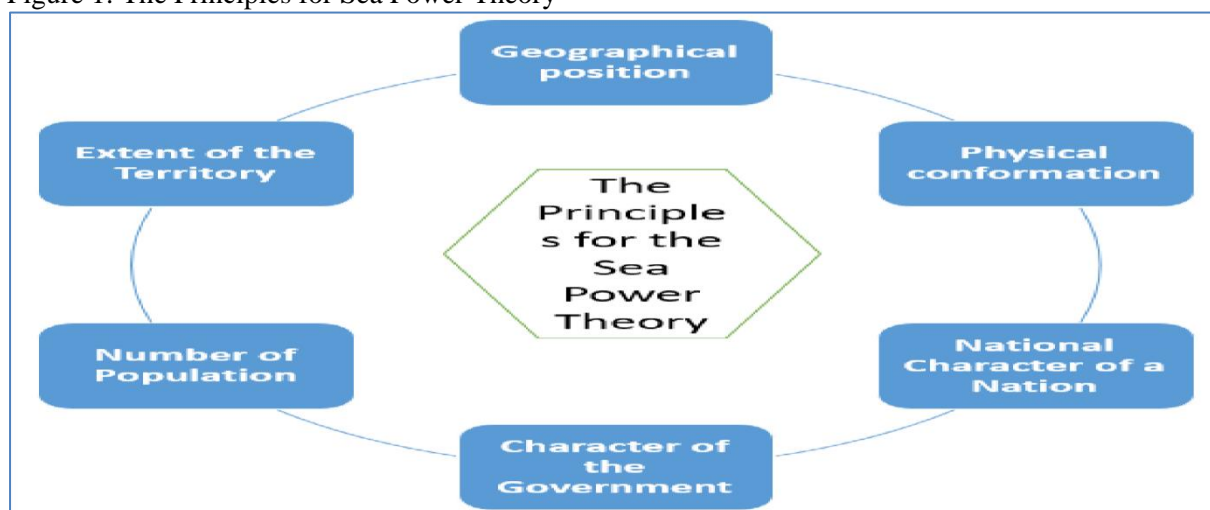 Figure 1: The Principles for Sea Power Theory
Geographical
position
Extent of the
Territory
Physical
conformation
The
Principle
s for the
Sea
Power
Theory
Number of
Population
National
Character of a
Nation
Character of
the
Government